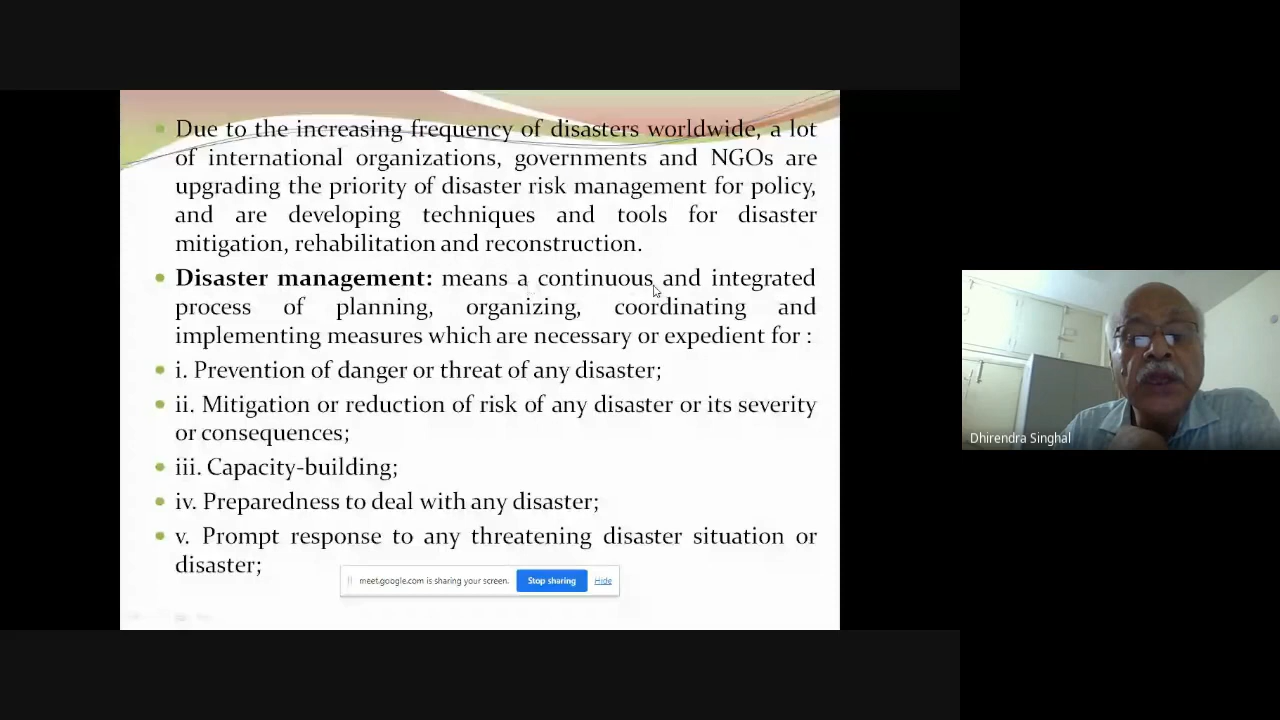 Due to the increasing frequency of disasters worldwide, a lot
of international organizations, governments and NGOs are
upgrading the priority of disaster risk management for policy,
and are developing techniques and tools for disaster
mitigation, rehabilitation and reconstruction.
Disaster management: means a continuous and integrated
process of planning, organizing, coordinating and
implementing measures which are necessary or expedient for :
i. Prevention of danger or threat of any disaster;
ii. Mitigation or reduction of risk of any disaster or its severity
or consequences;
iii. Capacity-building;
iv. Preparedness to deal with any disaster;
v. Prompt response to any threatening disaster situation or
disaster;
meet.google.com is sharing your screen. Stop sharing Hide
Dhirendra Singhal